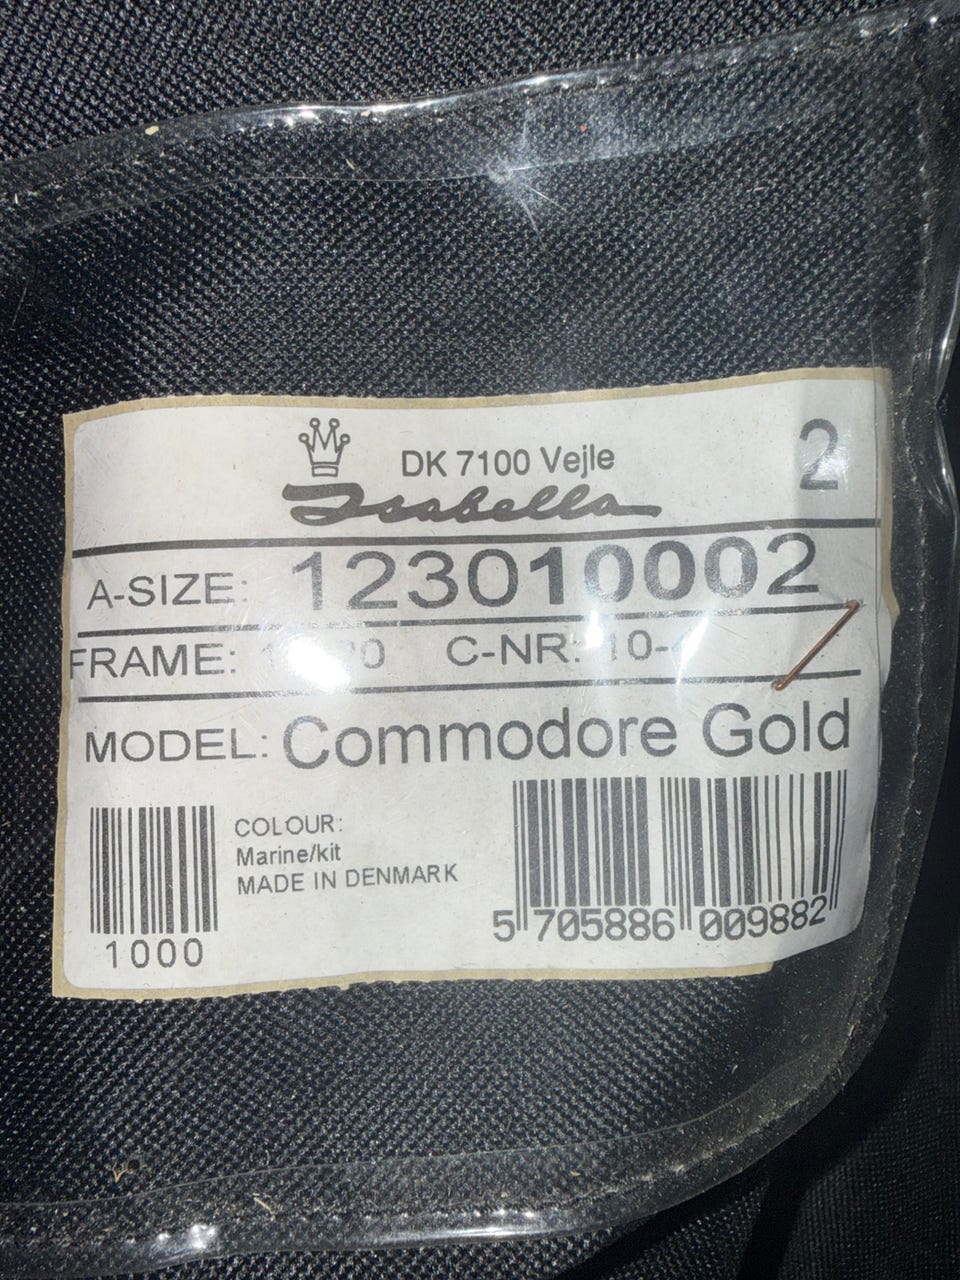 DK 7100 Vejle
2
Isabella
A-SIZE: 123010002
FRAME: C-NR:
MODEL: Commodore Gold
COLOUR:
Marine/kit
MADE IN DENMARK
1000
5 705886 009882